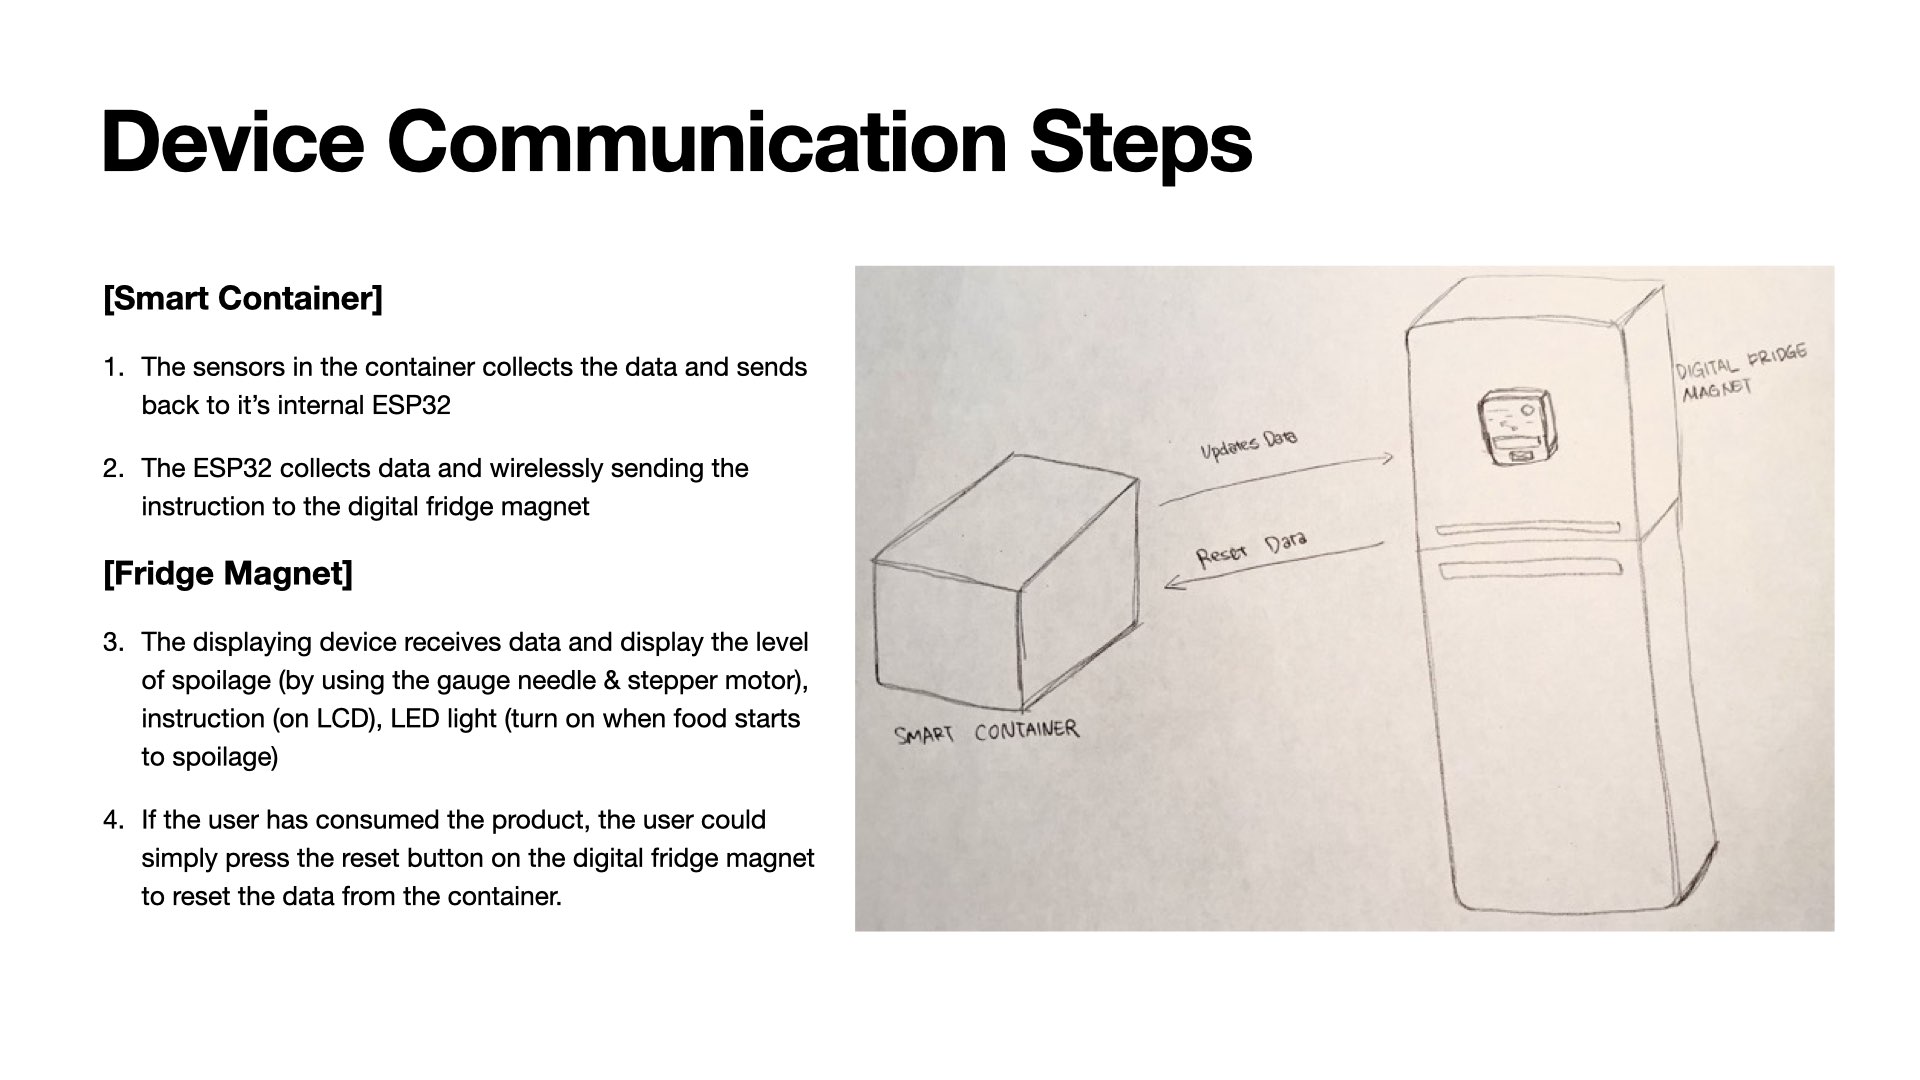 Device Communication Steps
[Smart Container]
1. The sensors in the container collects the data and sends
back to it’s internal ESP32
2. The ESP32 collects data and wirelessly sending the
instruction to the digital fridge magnet
[Fridge Magnet]
3. The displaying device receives data and display the level
of spoilage (by using the gauge needle & stepper motor),
instruction (on LCD), LED light (turn on when food starts
to spoilage)
4. If the user has consumed the product, the user could
simply press the reset button on the digital fridge magnet
to reset the data from the container.
DIGITAL FRIDGE
MAGNET
Updates Data
Reset Data
SMART CONTAINER